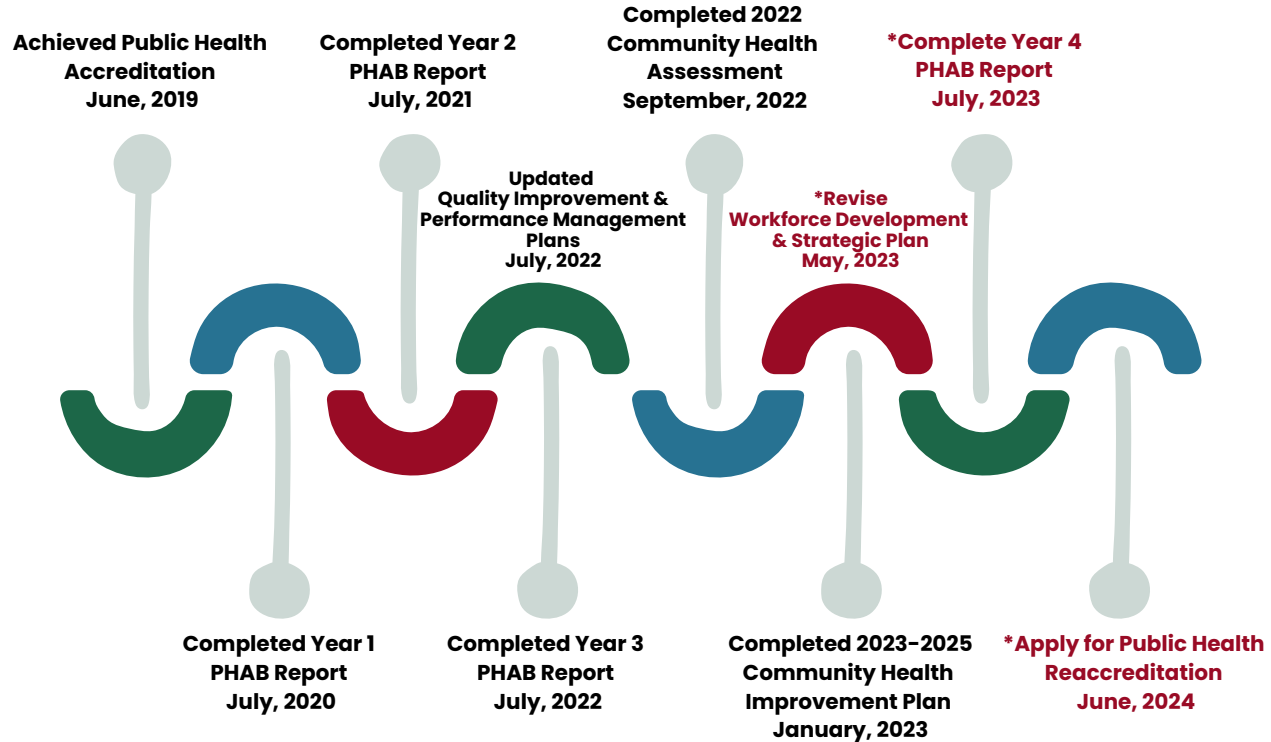 Achieved Public Health
Accreditation
June, 2019
Completed Year 1
PHAB Report
July, 2020
Completed Year 2
PHAB Report
July, 2021
Updated
Quality Improvement &
Performance Management
Plans
July, 2022
Completed Year 3
PHAB Report
July, 2022
Completed 2022
Community Health
Assessment
September, 2022
Completed 2023-2025
Community Health
Improvement Plan
January, 2023
*Revise
Workforce Development
& Strategic Plan
May, 2023
*Complete Year 4
PHAB Report
July, 2023
*Apply for Public Health
Reaccreditation
June, 2024